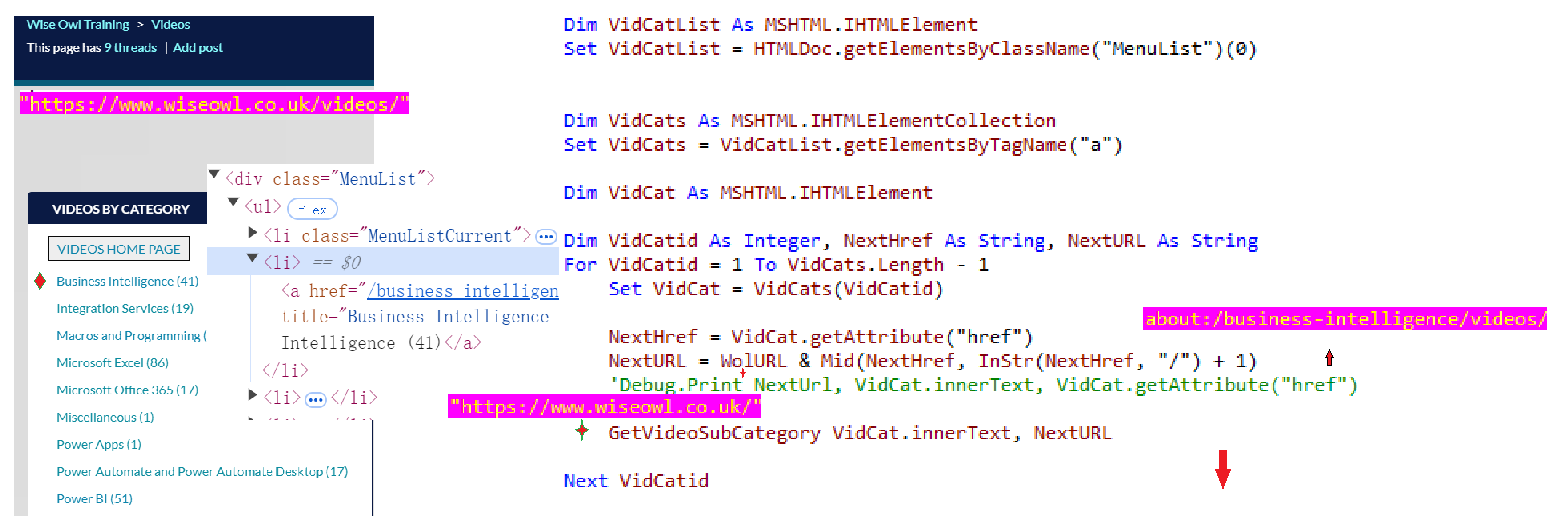 Wise Owl Training > Videos
This page has 9 threads | Add post
"https://www.wiseowl.co.uk/videos/"
VIDEOS BY CATEGORY
VIDEOS HOME PAGE
Business Intelligence (41)
Integration Services (19)
Macros and Programming (
Microsoft Excel (86)
Microsoft Office 365 (17)
Miscellaneous (1)
Power Apps (1)
Power Automate and Power Automate Desktop (17)
Power BI (51)
<div class="MenuList">
<ul>
<li class="MenuListCurrent">
<li> == $0
<a href="/business intelligen
title="Business Intelligence
Intelligence (41)</a>
</li>
<li> ••• </li>
Dim VidCatList As MSHTML.IHTMLElement
Set VidCatList = HTMLDoc.getElementsByClassName("MenuList")(0)
Dim VidCats As MSHTML.IHTMLElementCollection
Set VidCats = VidCatList.getElementsByTagName("a")
Dim VidCat As MSHTML.IHTMLElement
Dim VidCatid As Integer, NextHref As String, NextURL As String
For VidCatid = 1 To VidCats.Length - 1
Set VidCat = VidCats(VidCatid)
about:/business-intelligence/videos/
NextHref = VidCat.getAttribute("href")
NextURL = WolURL & Mid(NextHref, InStr(NextHref, "/") + 1)
'Debug.Print NextUrl, VidCat.innerText, VidCat.getAttribute("href")
"https://www.wiseowl.co.uk/"
GetVideoSubCategory VidCat.innerText, NextURL
Next VidCatid